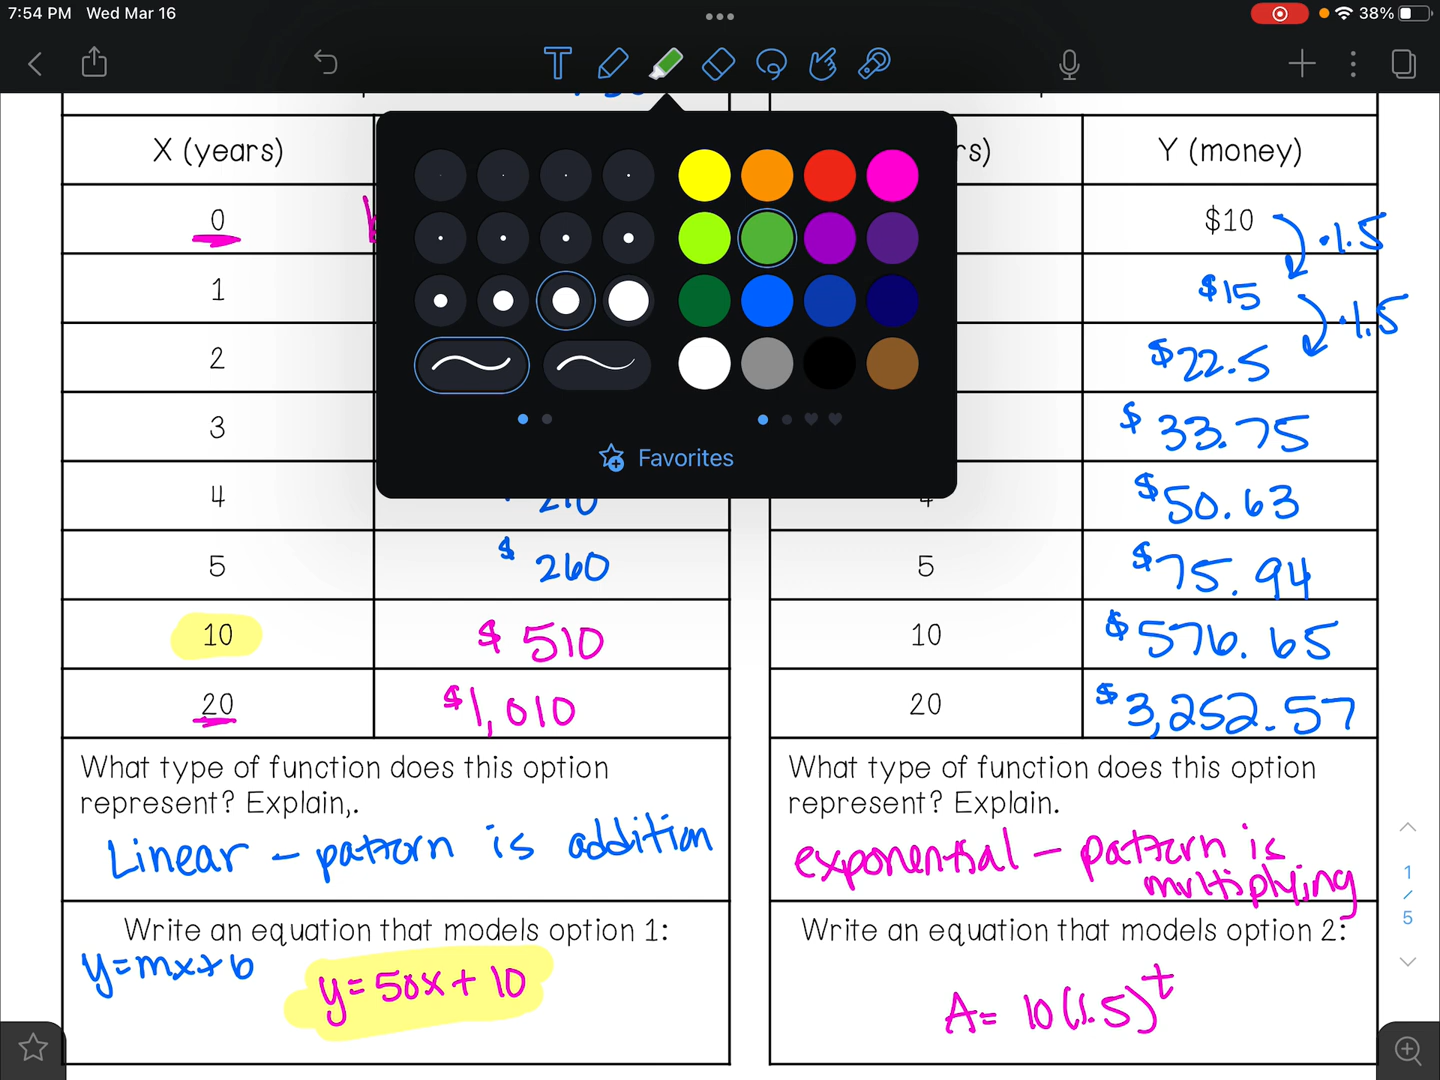 7:54 PM Wed Mar 16
38%
T
X (years)
Y (money)
rs)
0
$10
·1.5
1
$15
·1.5
2
$22.5
3
$33.75
Favorites
4
210
4
$50.63
5
$260
5
$75.94
10
$510
10
$576.65
20
$1,010
20
$3,252.57
What type of function does this option
represent? Explain,.
Linear – pattern is addition
What type of function does this option
represent? Explain.
exponential – pattern is
multiplying
1
/
5
Write an equation that models option 1:
y=mx+b
y=50x+10
Write an equation that models option 2:
A= 10(1.5)^t